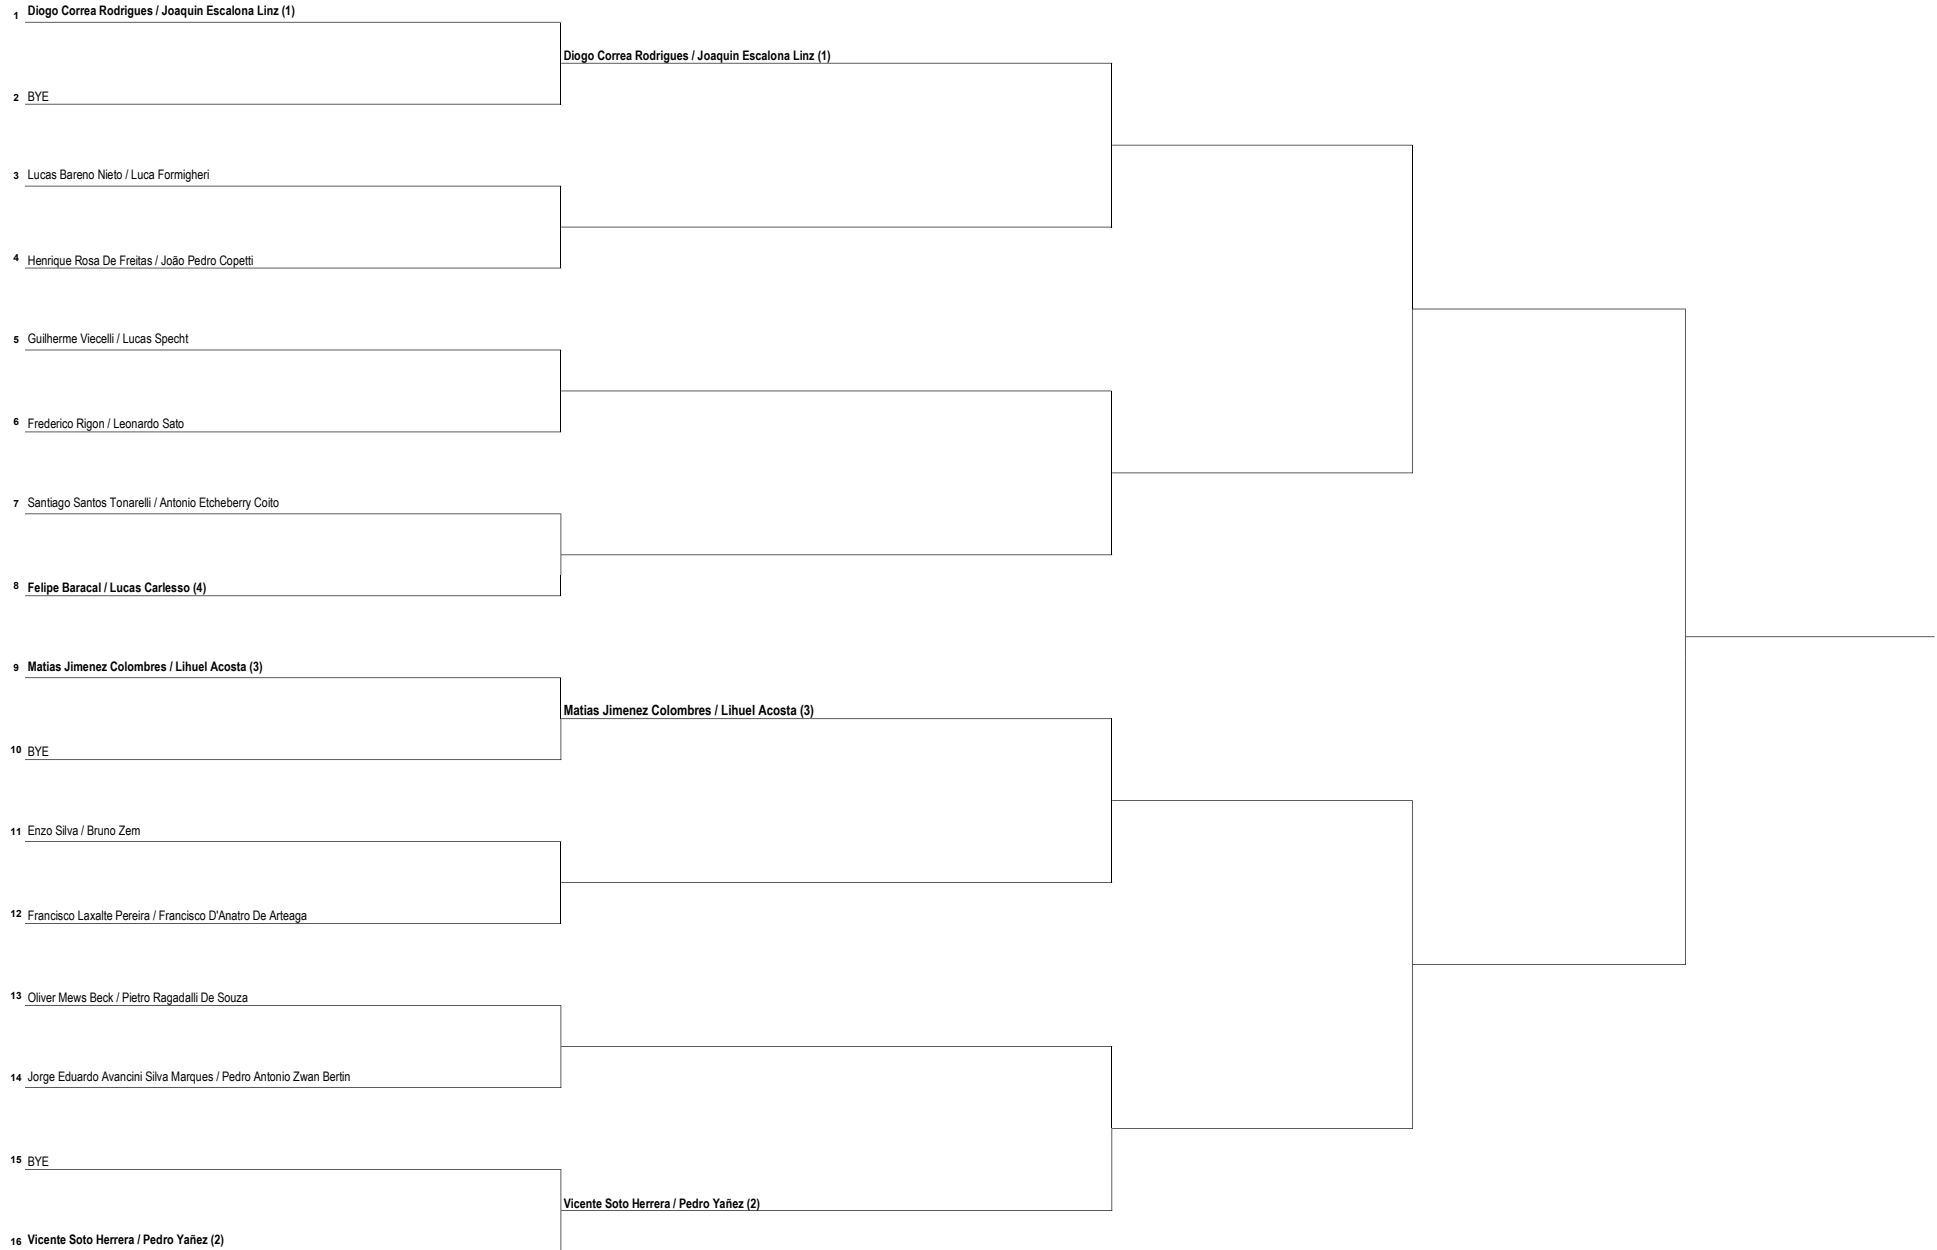 1 Diogo Correa Rodrigues / Joaquin Escalona Linz (1)
Diogo Correa Rodrigues / Joaquin Escalona Linz (1)
2 BYE
3 Lucas Bareno Nieto / Luca Formigheri
4 Henrique Rosa De Freitas / João Pedro Copetti
5 Guilherme Viecelli / Lucas Specht
6 Frederico Rigon / Leonardo Sato
7 Santiago Santos Tonarelli / Antonio Etcheberry Coito
8 Felipe Baracal / Lucas Carlesso (4)
9 Matias Jimenez Colombres / Lihuel Acosta (3)
Matias Jimenez Colombres / Lihuel Acosta (3)
10 BYE
11 Enzo Silva / Bruno Zem
12 Francisco Laxalte Pereira / Francisco D'Anatro De Arteaga
13 Oliver Mews Beck / Pietro Ragadalli De Souza
14 Jorge Eduardo Avancini Silva Marques / Pedro Antonio Zwan Bertin
15 BYE
Vicente Soto Herrera / Pedro Yañez (2)
16 Vicente Soto Herrera / Pedro Yañez (2)